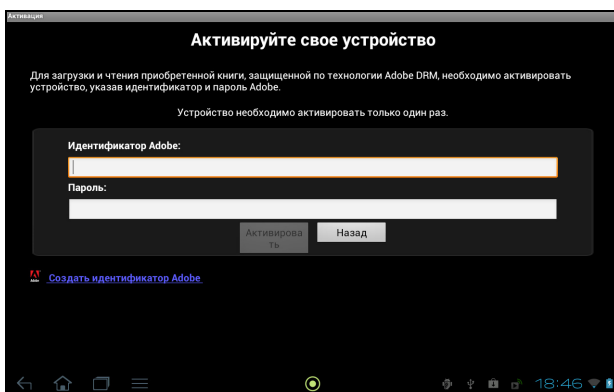 Активация
Активируйте свое устройство
Для загрузки и чтения приобретенной книги, защищенной по технологии Adobe DRM, необходимо активировать
устройство, указав идентификатор и пароль Adobe.
Устройство необходимо активировать только один раз.
Идентификатор Adobe:
Пароль:
Активирова
ть
Назад
Adobe
Создать идентификатор Adobe
18:46